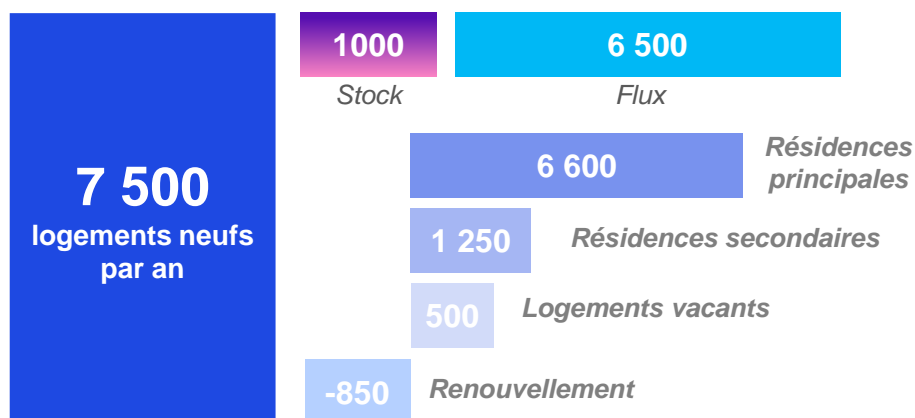 7 500
logements neufs
par an
1000
6 500
Stock
Flux
6 600
Résidences
principales
1 250
Résidences secondaires
500
Logements vacants
-850
Renouvellement